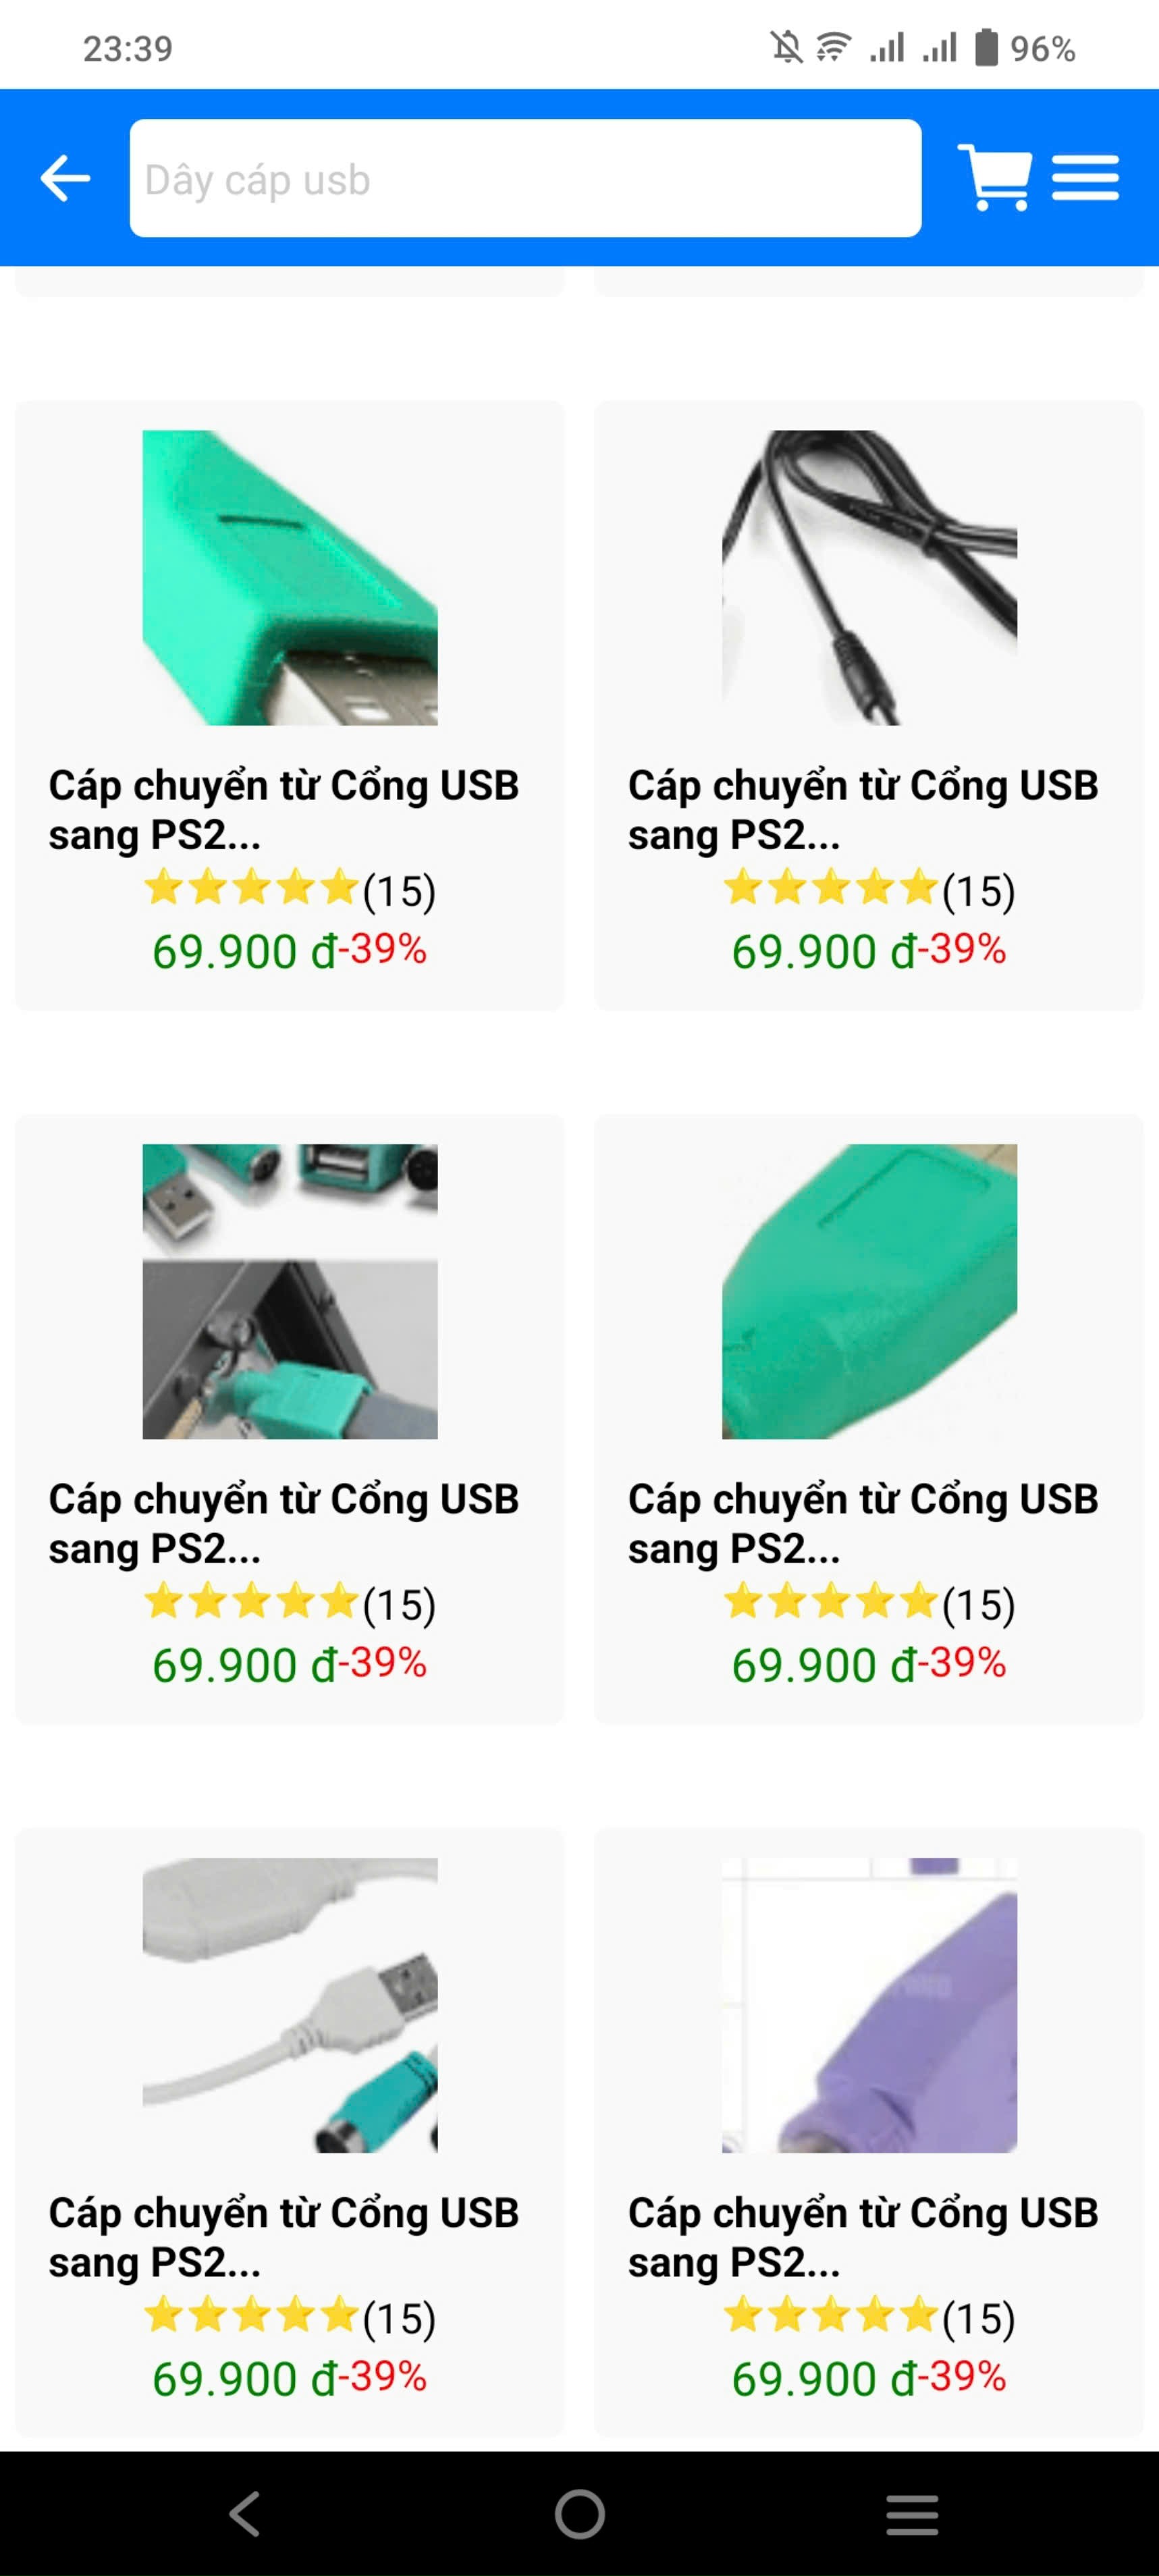 23:39
96%
Dây cáp usb
Cáp chuyển từ Cổng USB
sang PS2...
(15)
69.900 đ-39%
Cáp chuyển từ Cổng USB
sang PS2...
(15)
69.900 đ-39%
Cáp chuyển từ Cổng USB
sang PS2...
(15)
69.900 đ-39%
Cáp chuyển từ Cổng USB
sang PS2...
(15)
69.900 đ-39%
Cáp chuyển từ Cổng USB
sang PS2...
(15)
69.900 đ-39%
Cáp chuyển từ Cổng USB
sang PS2...
(15)
69.900 đ-39%